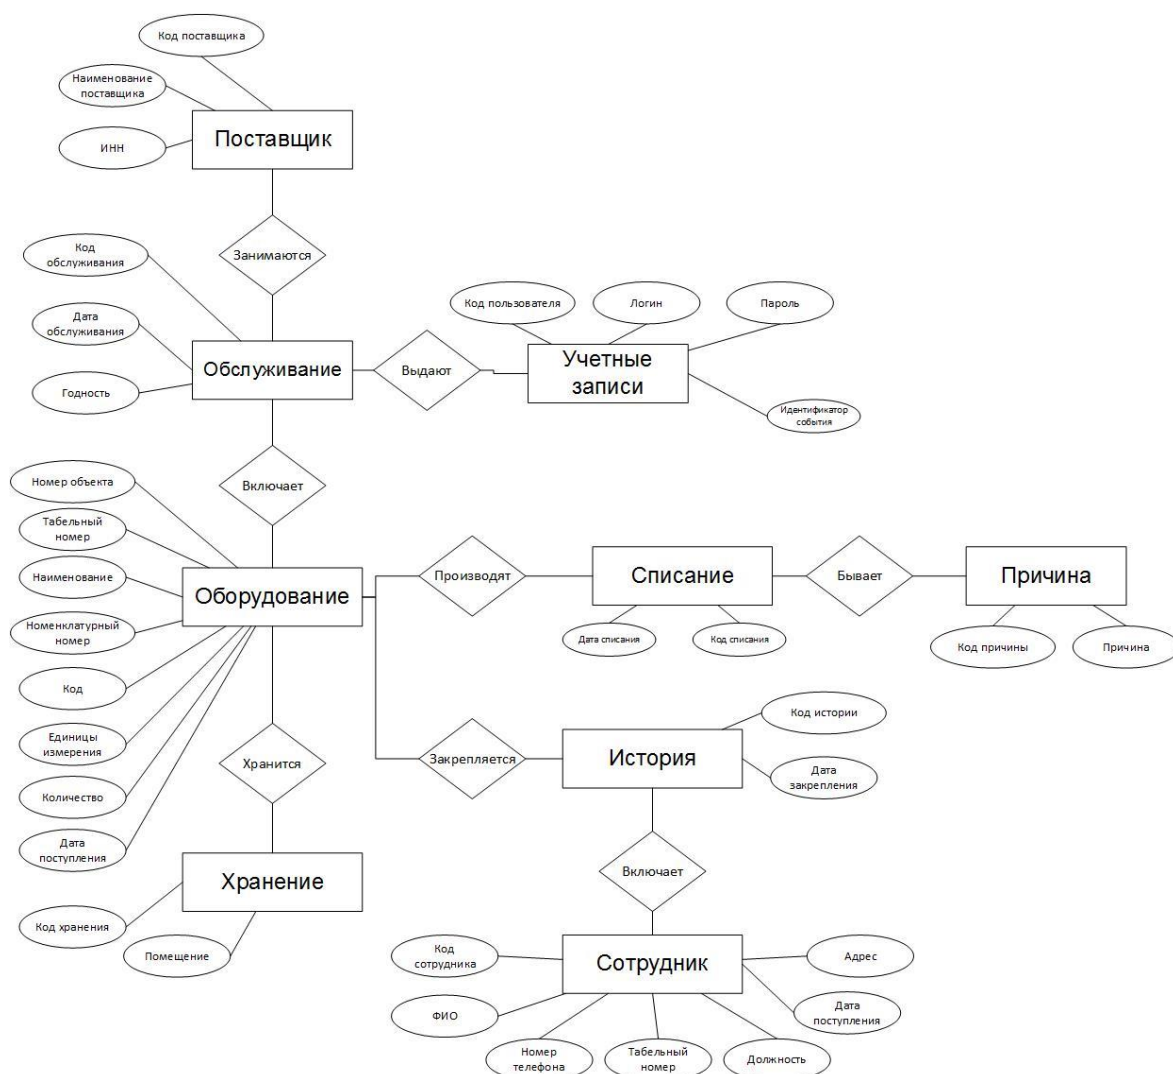 Код поставщика
Наименование
поставщика
Поставщик
ИНН
Занимаются
Код
обслуживания
Дата
обслуживания
Обслуживание
Годность
Выдают
Код пользователя
Логин
Пароль
Учетные
записи
Идентификатор
события
Включает
Номер объекта
Табельный
номер
Наименование
Оборудование
Номенклатурный
номер
Код
Единицы
измерения
Количество
Дата
поступления
Производят
Списание
Дата списания
Код списания
Бывает
Причина
Код причины
Причина
Хранится
Закрепляется
История
Код истории
Дата
закрепления
Хранение
Код хранения
Помещение
Включает
Код
сотрудника
Сотрудник
Адрес
ФИО
Дата
поступления
Номер
телефона
Табельный
номер
Должность